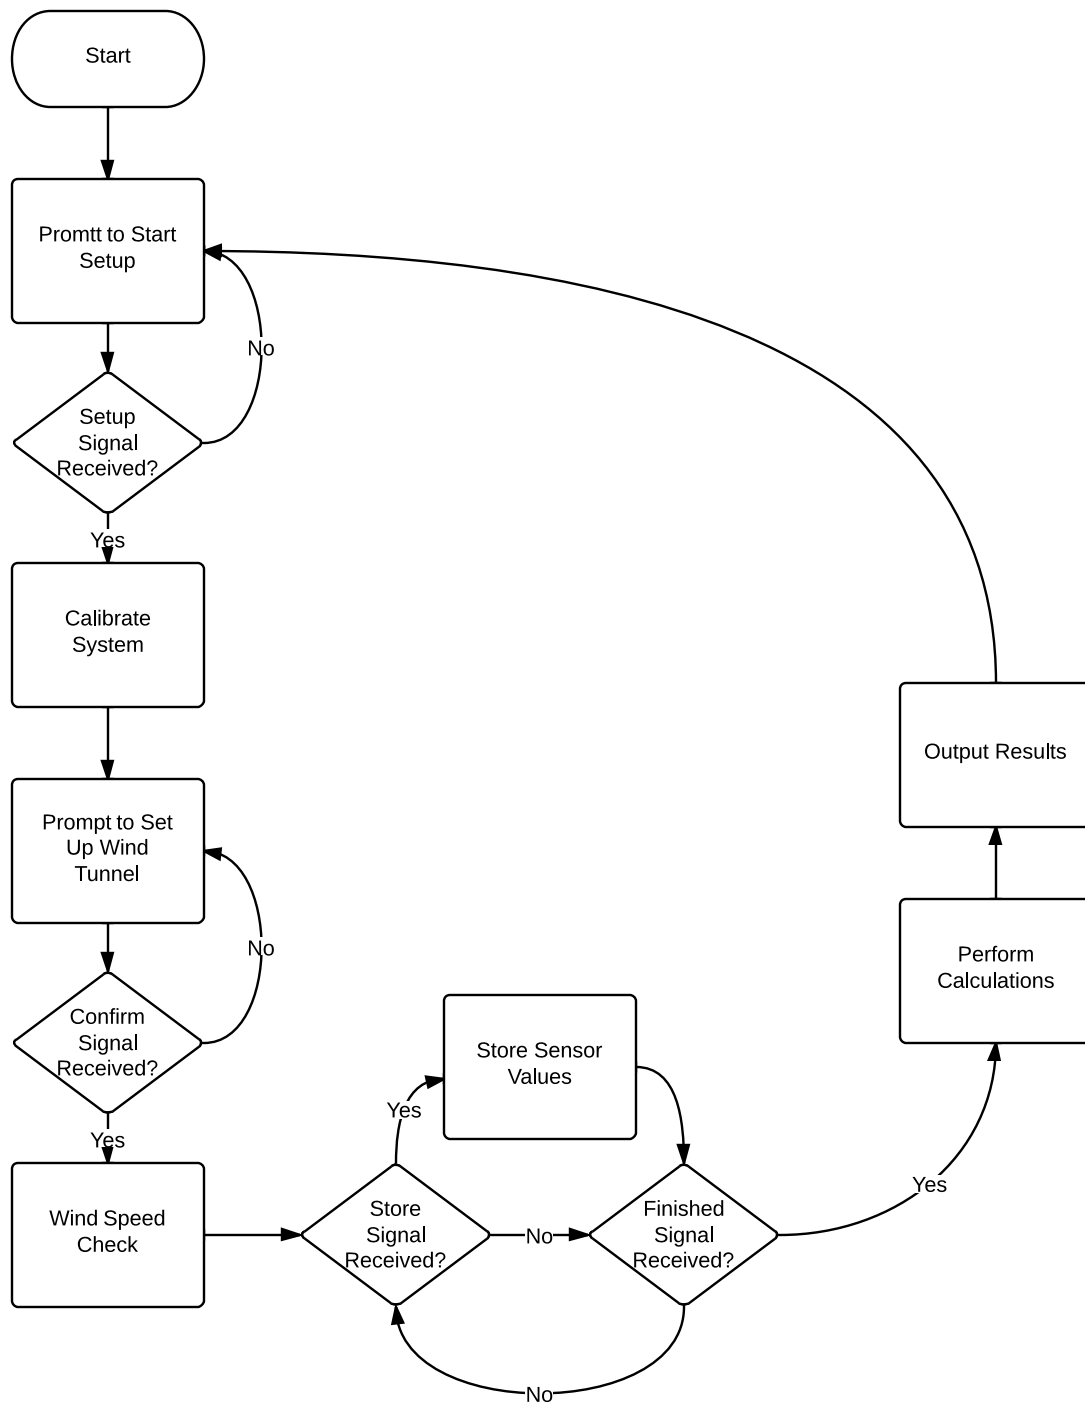 Start
Promtt to Start
Setup
No
Setup
Signal
Received?
Yes
Calibrate
System
Prompt to Set
Up Wind
Tunnel
No
Confirm
Signal
Received?
Yes
Wind Speed
Check
Store
Signal
Received?
Yes
Store Sensor
Values
No
Finished
Signal
Received?
No
Yes
Perform
Calculations
Output Results